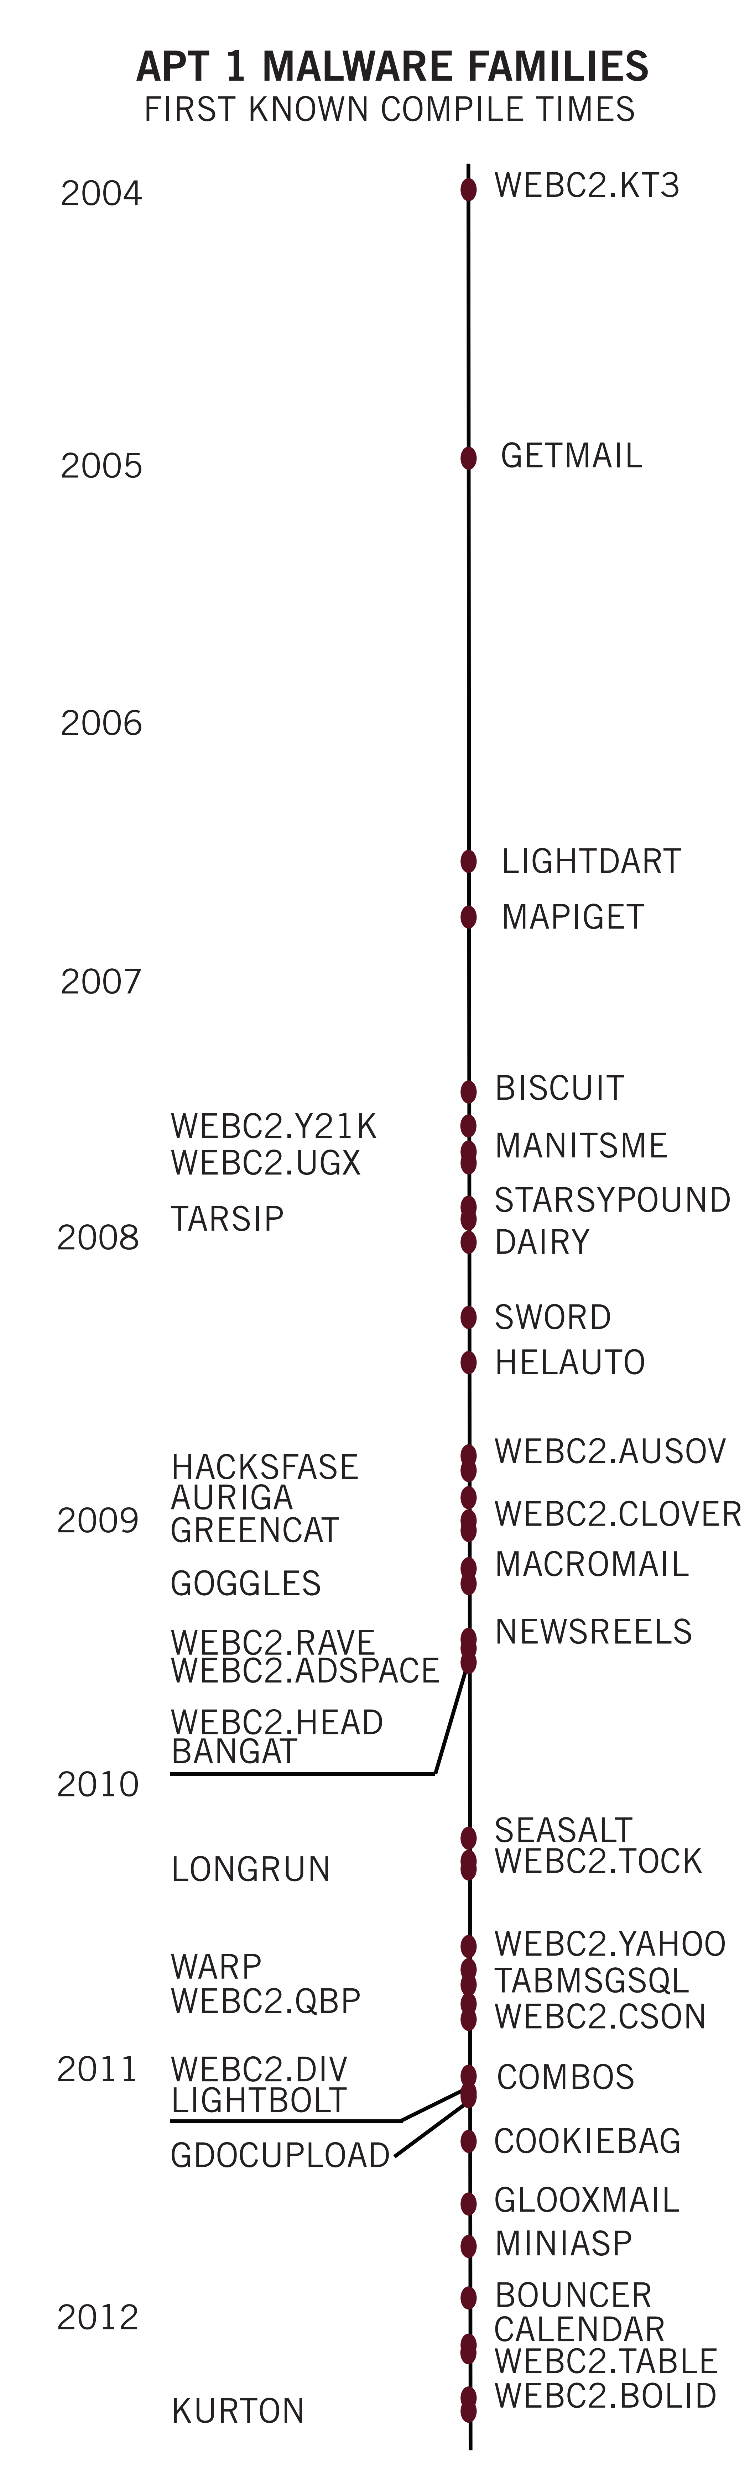 APT 1 MALWARE FAMILIES
FIRST KNOWN COMPILE TIMES
2004
WEBC2.KT3
2005
GETMAIL
2006
LIGHTDART
MAPIGET
2007
BISCUIT
WEBC2.Y21K
MANITSME
WEBC2.UGX
STARSYPOUND
TARSIP
2008
DAIRY
SWORD
HELAUTO
WEBC2.AUSOV
HACKSFASE
AURIGA
WEBC2.CLOVER
2009
GREENCAT
MACROMAIL
GOGGLES
NEWSREELS
WEBC2.RAVE
WEBC2.ADSPACE
WEBC2.HEAD
BANGAT
2010
SEASALT
WEBC2.TOCK
LONGRUN
WEBC2.YAHOO
WARP
TABMSGSQL
WEBC2.QBP
WEBC2.CSON
2011
WEBC2.DIV
COMBOS
LIGHTBOLT
COOKIEBAG
GDOCUPLOAD
GLOOXMAIL
MINIASP
BOUNCER
2012
CALENDAR
WEBC2.TABLE
WEBC2.BOLID
KURTON